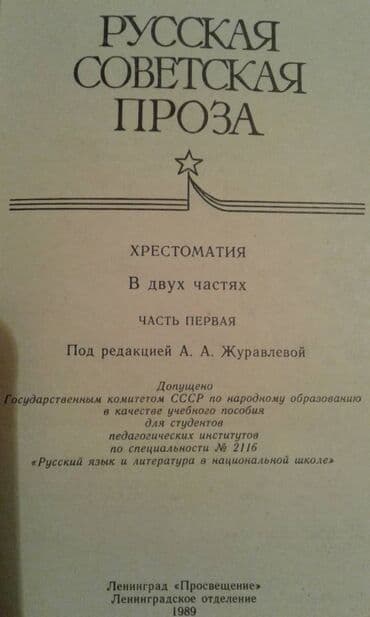 РУССКАЯ
СОВЕТСКАЯ
ПРОЗА
ХРЕСТОМАТИЯ
В двух частях
ЧАСТЬ ПЕРВАЯ
Под редакцией А. А. Журавлевой
Допущено
Государственным комитетом СССР по народному образованию
в качестве учебного пособия
для студентов
педагогических институтов
по специальности № 2116
«Русский язык и литература в национальной школе»
Ленинград «Просвещение»
Ленинградское отделение
1989